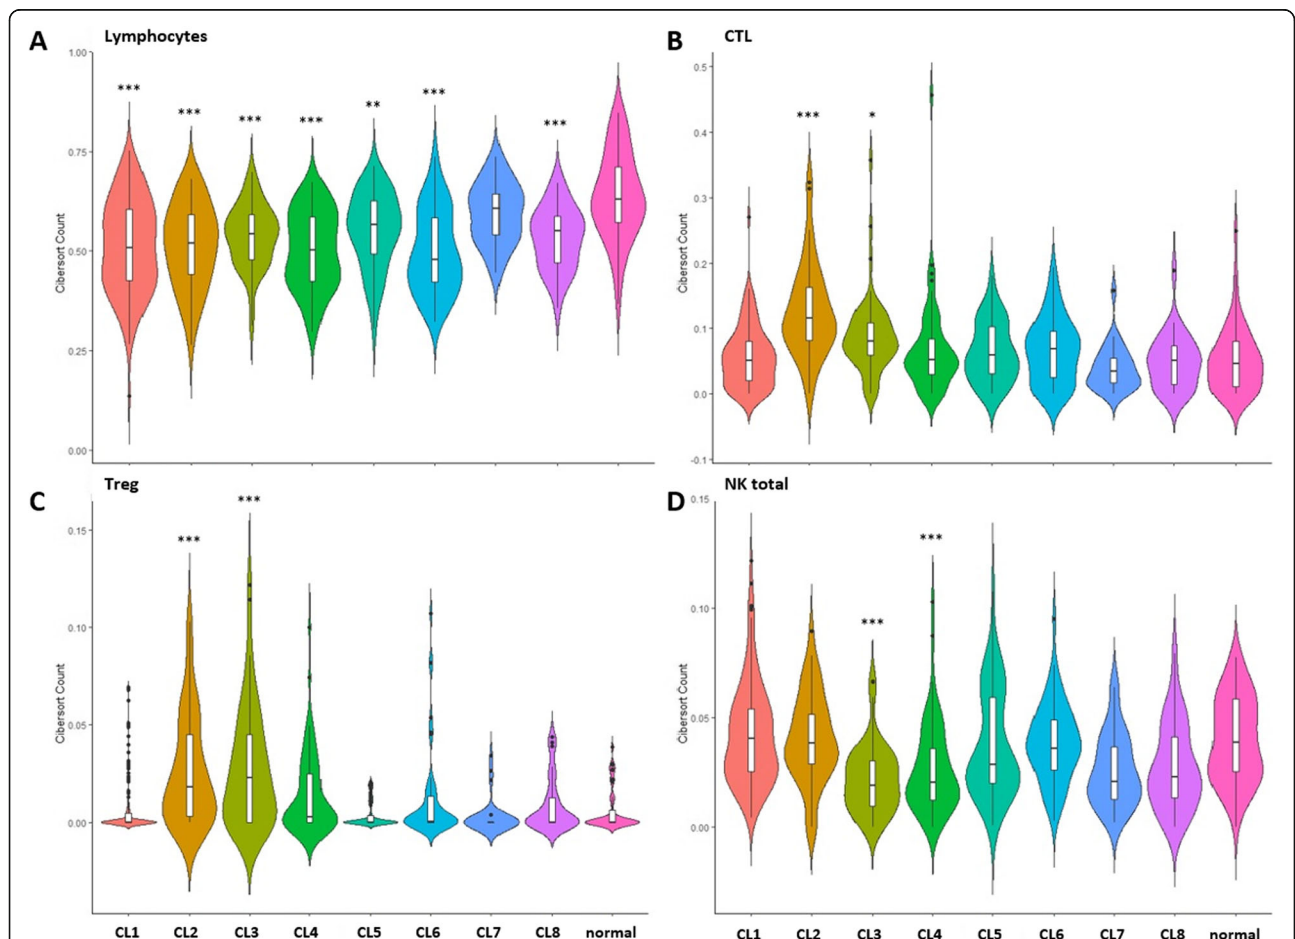 A Lymphocytes
1.00
0.75
0.50
0.25
0.00
Cibersort Count
*** *** *** *** ** *** ***
B CTL
0.5
0.4
0.3
0.2
0.1
0.0
-0.1
Cibersort Count
*** *
C Treg
0.15
0.10
0.05
0.00
Cibersort Count
*** ***
CL1 CL2 CL3 CL4 CL5 CL6 CL7 CL8 normal
D NK total
0.15
0.10
0.05
0.00
Cibersort Count
*** ***
CL1 CL2 CL3 CL4 CL5 CL6 CL7 CL8 normal